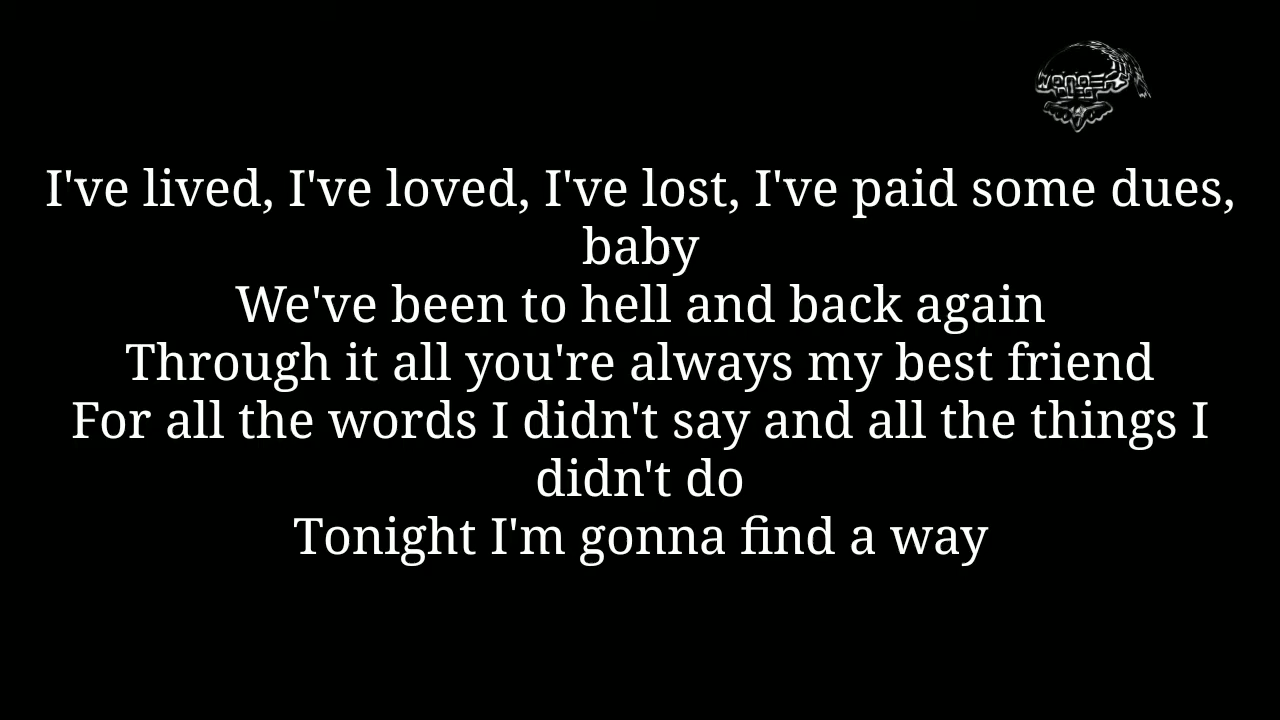 I've lived, I've loved, I've lost, I've paid some dues,
baby
We've been to hell and back again
Through it all you're always my best friend
For all the words I didn't say and all the things I
didn't do
Tonight I'm gonna find a way